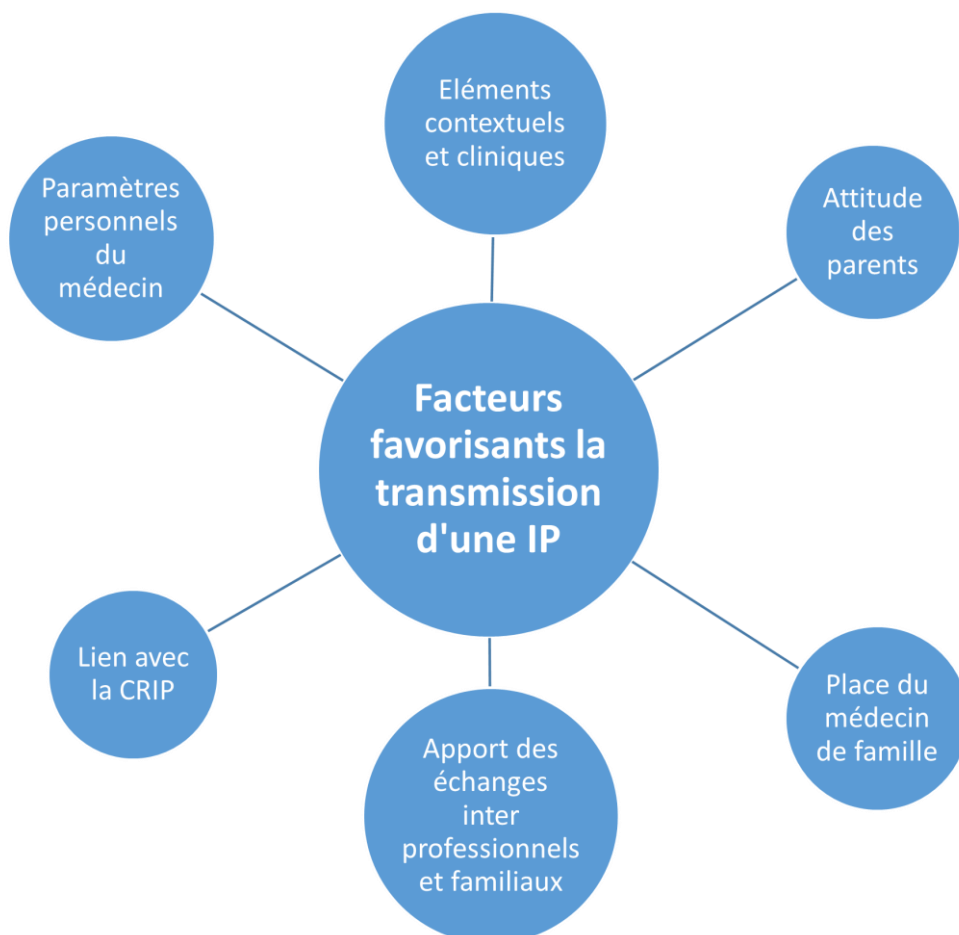 Eléments
contextuels
et cliniques
Attitude
des
parents
Place du
médecin
de famille
Apport des
échanges
inter
professionnels
et familiaux
Lien avec
la CRIP
Paramètres
personnels
du
médecin
Facteurs
favorisants la
transmission
d'une IP